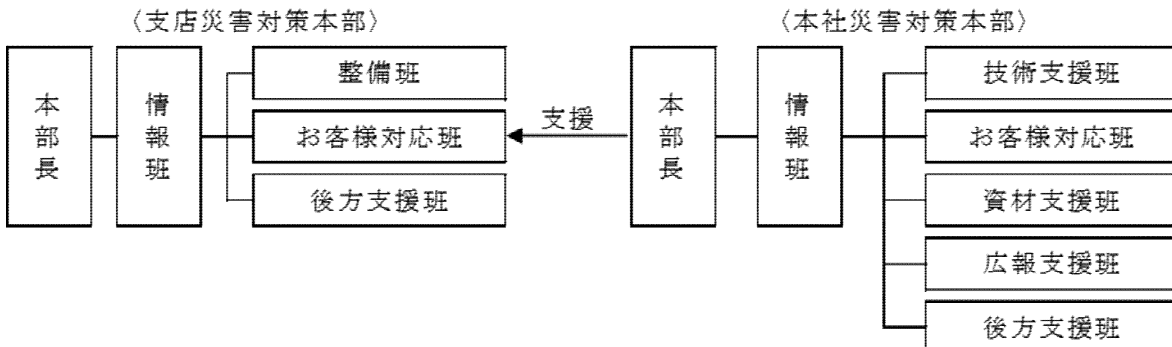 〈支店災害対策本部〉
本部長
情報班
整備班
お客様対応班
後方支援班
支援
〈本社災害対策本部〉
本部長
情報班
技術支援班
お客様対応班
資材支援班
広報支援班
後方支援班